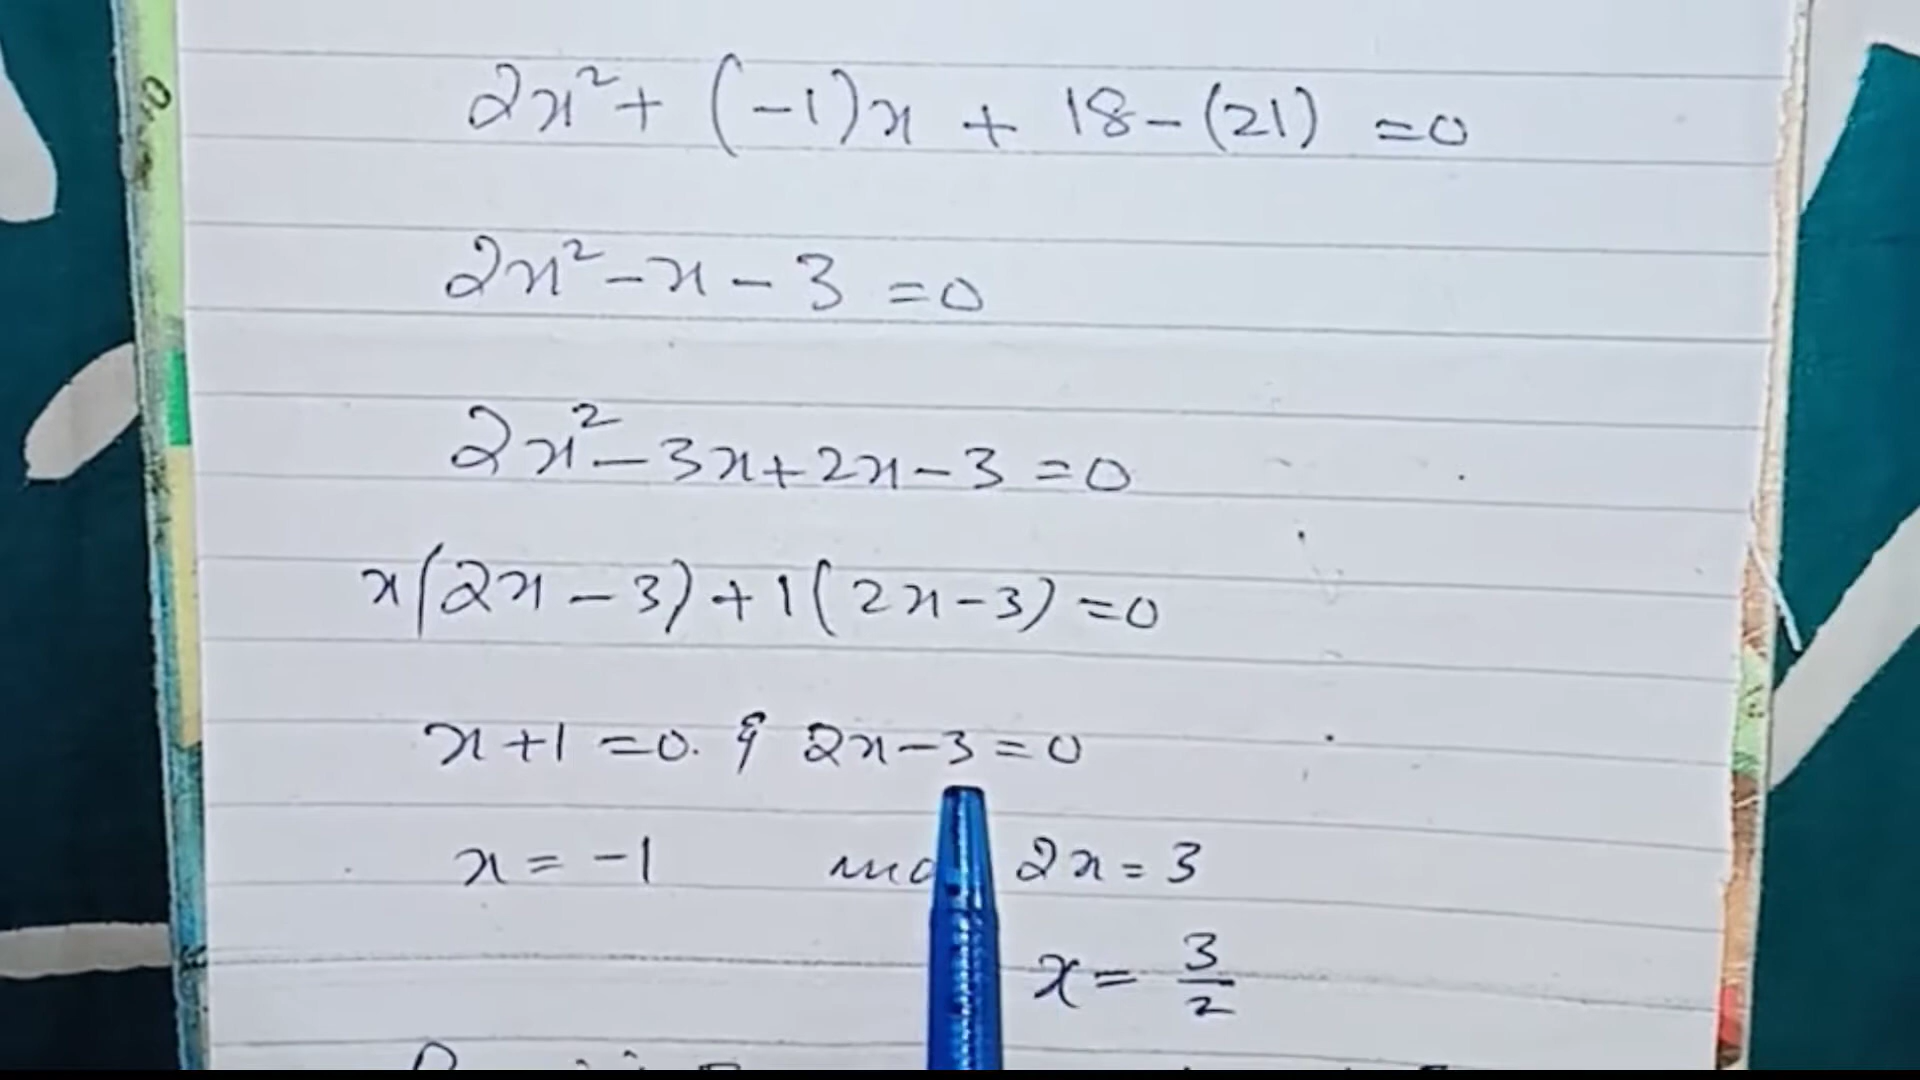 2x² + (-1)x + 18 - (21) = 0
2x² - x - 3 = 0
2x² - 3x + 2x - 3 = 0
x(2x - 3) + 1(2x - 3) = 0
x + 1 = 0. & 2x - 3 = 0
x = -1 2x = 3
x = 3/2